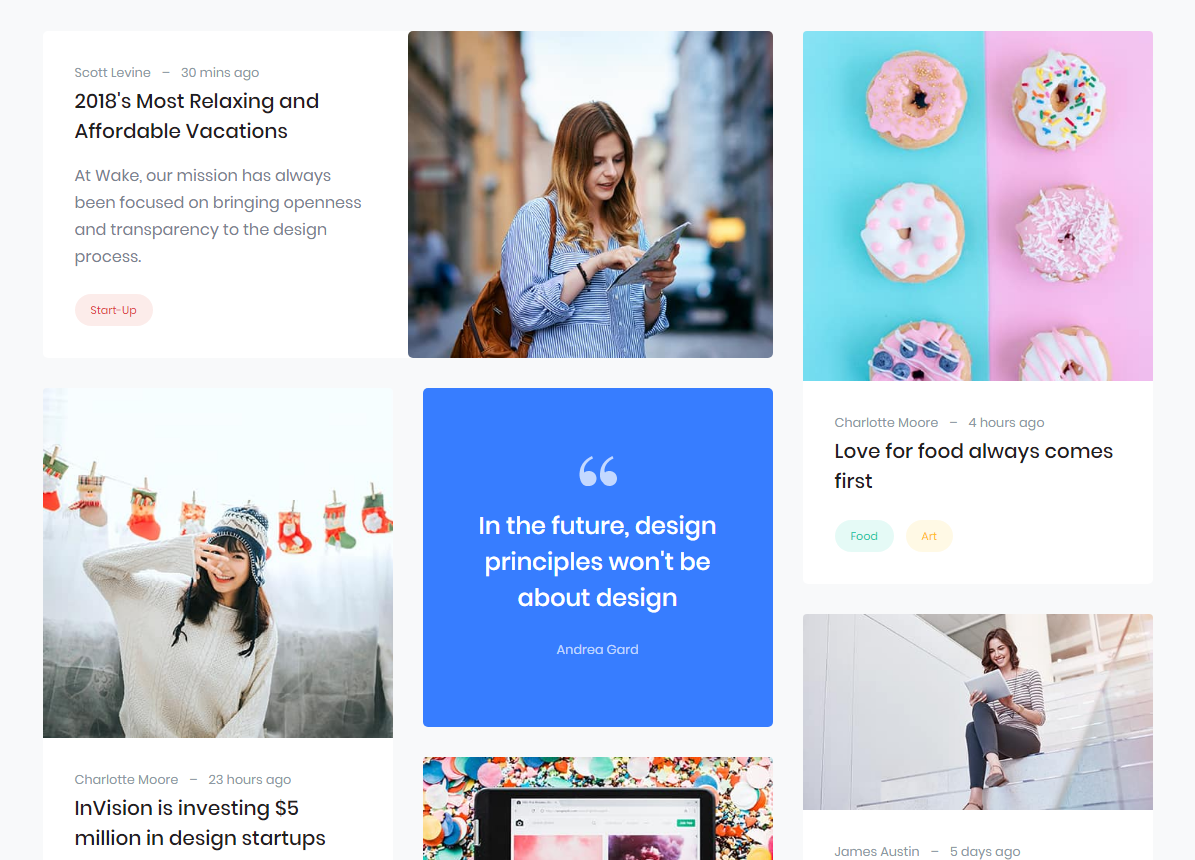 Scott Levine – 30 mins ago
2018's Most Relaxing and
Affordable Vacations
At Wake, our mission has always
been focused on bringing openness
and transparency to the design
process.
Start-Up
Charlotte Moore – 4 hours ago
Love for food always comes
first
Food Art
“
In the future, design
principles won't be
about design
Andrea Gard
Charlotte Moore – 23 hours ago
InVision is investing $5
million in design startups
James Austin – 5 days ago